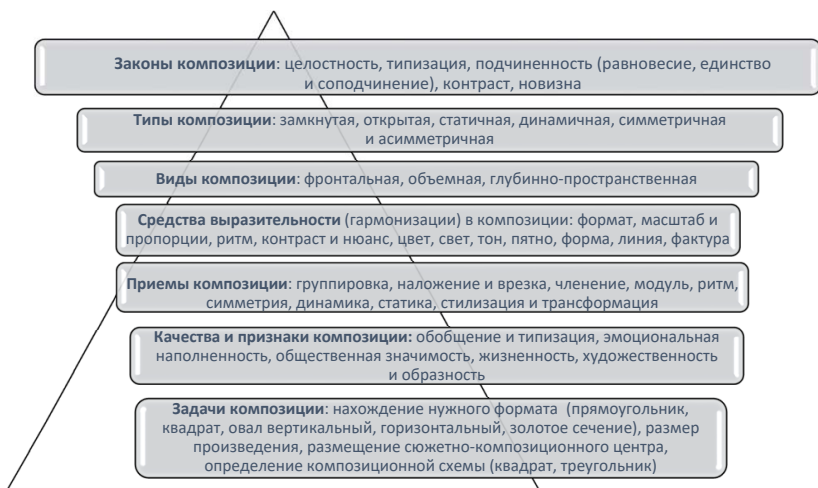 Законы композиции: целостность, типизация, подчиненность (равновесие, единство
и соподчинение), контраст, новизна
Типы композиции: замкнутая, открытая, статичная, динамичная, симметричная
и асимметричная
Виды композиции: фронтальная, объемная, глубинно-пространственная
Средства выразительности (гармонизации) в композиции: формат, масштаб и
пропорции, ритм, контраст и нюанс, цвет, свет, тон, пятно, форма, линия, фактура
Приемы композиции: группировка, наложение и врезка, членение, модуль, ритм,
симметрия, динамика, статика, стилизация и трансформация
Качества и признаки композиции: обобщение и типизация, эмоциональная
наполненность, общественная значимость, жизненность, художественность
и образность
Задачи композиции: нахождение нужного формата (прямоугольник,
квадрат, овал вертикальный, горизонтальный, золотое сечение), размер
произведения, размещение сюжетно-композиционного центра,
определение композиционной схемы (квадрат, треугольник)